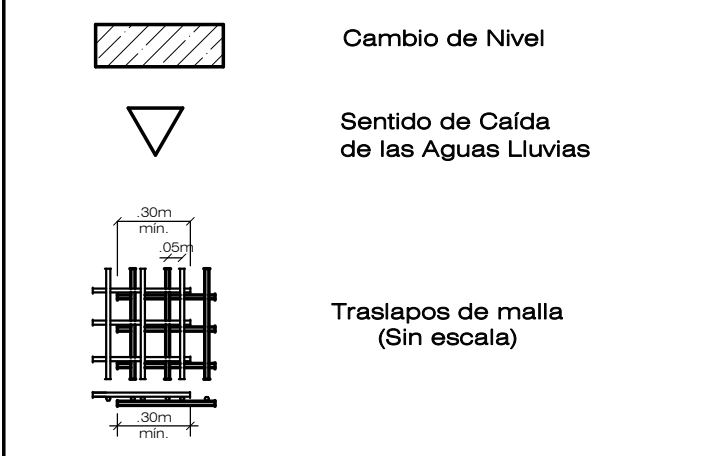 Cambio de Nivel
Sentido de Caída
de las Aguas Lluvias
.30m
mín.
.05m
Traslapos de malla
(Sin escala)
.30m
mín.